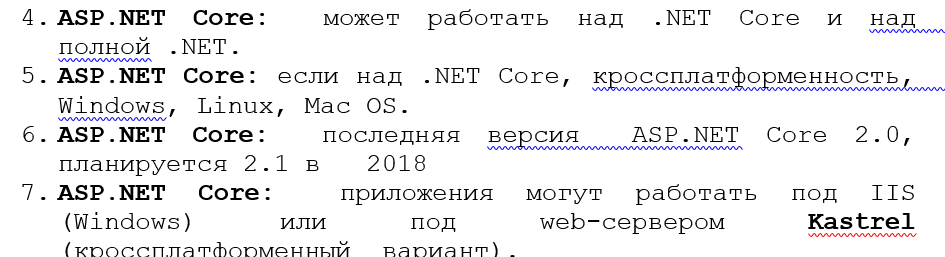 4. ASP.NET Core: может работать над .NET Core и над
полной .NET.
5. ASP.NET Core: если над .NET Core, кроссплатформенность,
Windows, Linux, Mac OS.
6. ASP.NET Core: последняя версия ASP.NET Core 2.0,
планируется 2.1 в 2018
7. ASP.NET Core: приложения могут работать под IIS
(Windows) или под web-сервером Kastrel
(кроссплатформенный вариант).